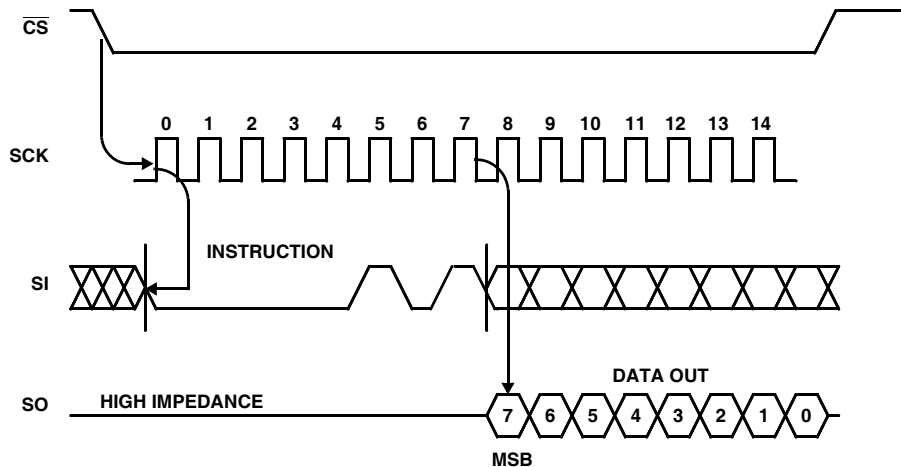 CS
0 1 2 3 4 5 6 7 8 9 10 11 12 13 14
SCK
INSTRUCTION
SI
DATA OUT
SO
HIGH IMPEDANCE
7 6 5 4 3 2 1 0
MSB